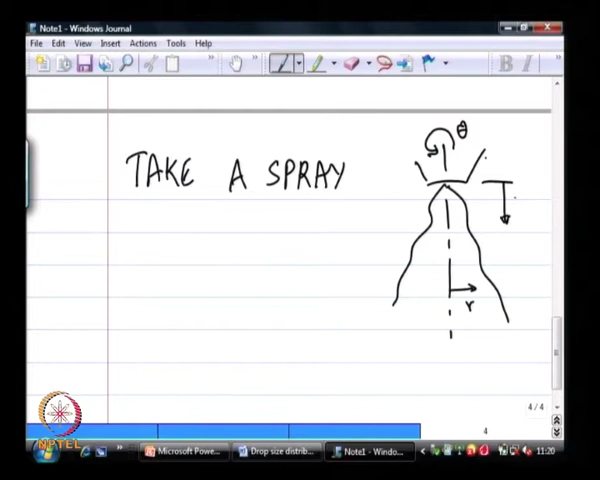 Note1 - Windows Journal
File Edit View Insert Actions Tools Help
B I
TAKE A SPRAY
θ
r
4 / 4
4
NPTEL
Microsoft Powe...
Drop size distrib...
Note1 - Windo...
11:20